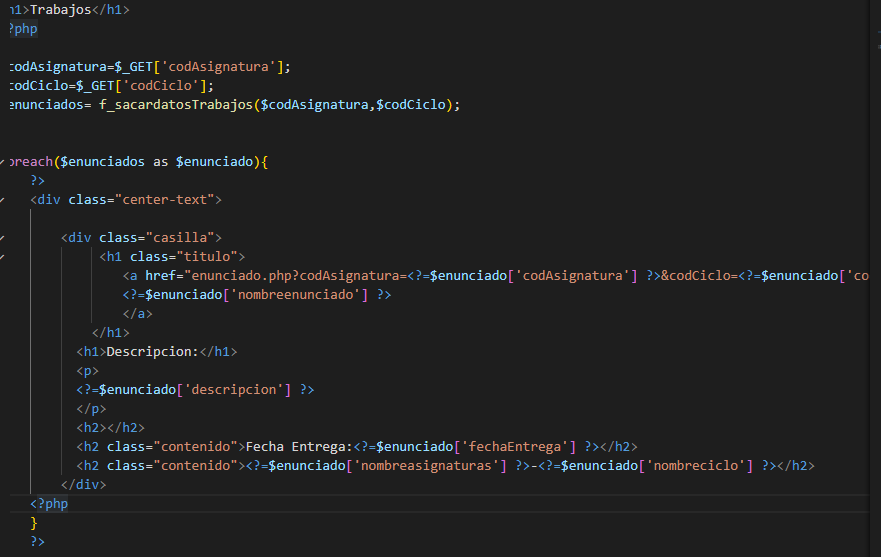 h1>Trabajos</h1>
?php
codAsignatura=$_GET['codAsignatura'];
codCiclo=$_GET['codCiclo'];
enunciados= f_sacardatosTrabajos($codAsignatura,$codCiclo);
oreach($enunciados as $enunciado){
?>
<div class="center-text">
<div class="casilla">
<h1 class="titulo">
<a href="enunciado.php?codAsignatura=<?=$enunciado['codAsignatura'] ?>&codCiclo=<?=$enunciado['co
<?=$enunciado['nombreenunciado'] ?>
</a>
</h1>
<h1>Descripcion:</h1>
<p>
<?=$enunciado['descripcion'] ?>
</p>
<h2></h2>
<h2 class="contenido">Fecha Entrega:<?=$enunciado['fechaEntrega'] ?></h2>
<h2 class="contenido"><?=$enunciado['nombreasignaturas'] ?>-<?=$enunciado['nombreciclo'] ?></h2>
</div>
<?php
}
?>